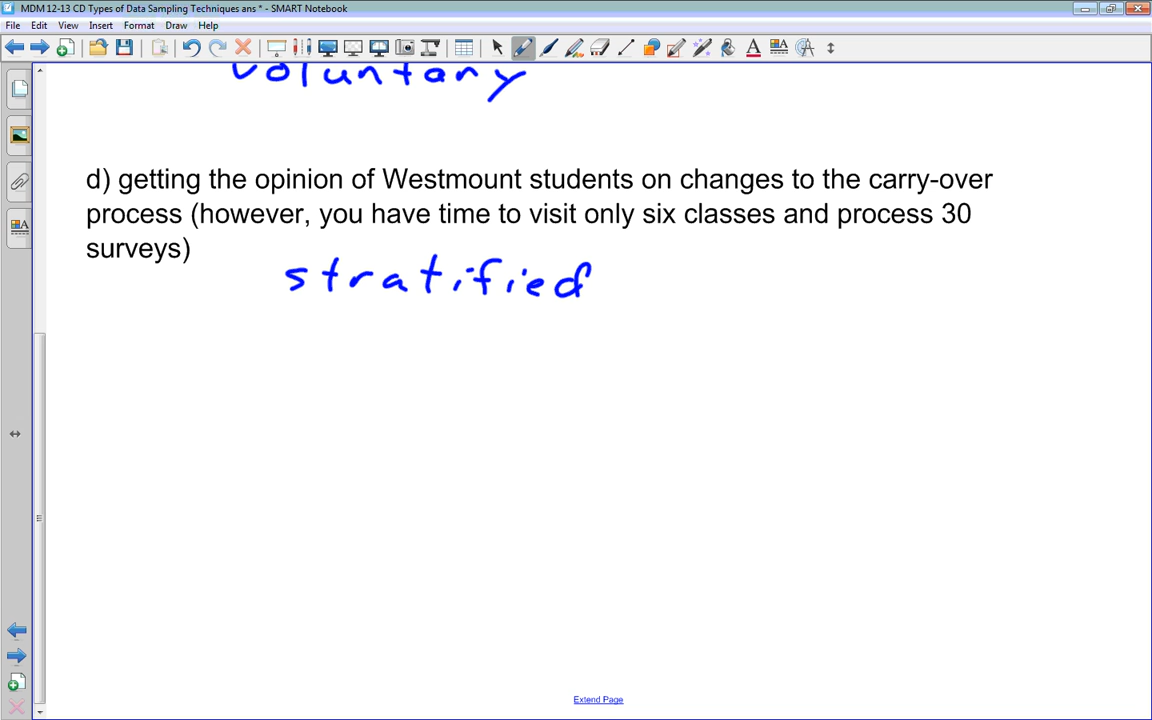 MDM 12-13 CD Types of Data Sampling Techniques ans * - SMART Notebook
File Edit View Insert Format Draw Help
voluntary
d) getting the opinion of Westmount students on changes to the carry-over
process (however, you have time to visit only six classes and process 30
surveys)
stratified
Extend Page